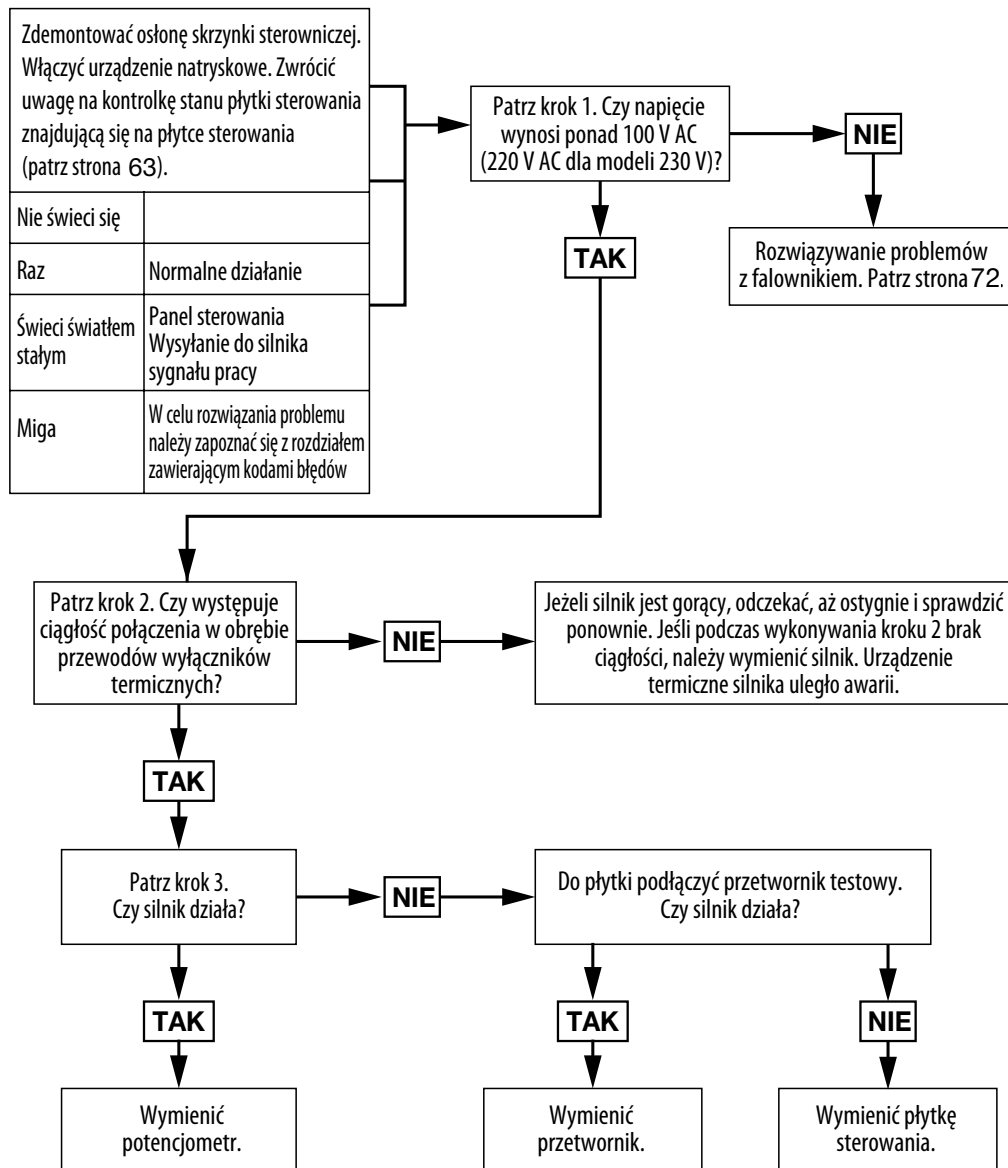 Zdemontować osłonę skrzynki sterowniczej.
Włączyć urządzenie natryskowe. Zwrócić
uwagę na kontrolkę stanu płytki sterowania
znajdującą się na płytce sterowania
(patrz strona 63).
Nie świeci się
Raz
Normalne działanie
Świeci światłem
stałym
Panel sterowania
Wysyłanie do silnika
sygnału pracy
Miga
W celu rozwiązania problemu
należy zapoznać się z rozdziałem
zawierającym kodami błędów
Patrz krok 1. Czy napięcie
wynosi ponad 100 V AC
(220 V AC dla modeli 230 V)?
NIE
Rozwiązywanie problemów
z falownikiem. Patrz strona 72.
TAK
Patrz krok 2. Czy występuje
ciągłość połączenia w obrębie
przewodów wyłączników
termicznych?
NIE
Jeżeli silnik jest gorący, odczekać, aż ostygnie i sprawdzić
ponownie. Jeśli podczas wykonywania kroku 2 brak
ciągłości, należy wymienić silnik. Urządzenie
termiczne silnika uległo awarii.
TAK
Patrz krok 3.
Czy silnik działa?
NIE
Do płytki podłączyć przetwornik testowy.
Czy silnik działa?
TAK
TAK
NIE
Wymienić
potencjometr.
Wymienić
przetwornik.
Wymienić płytkę
sterowania.